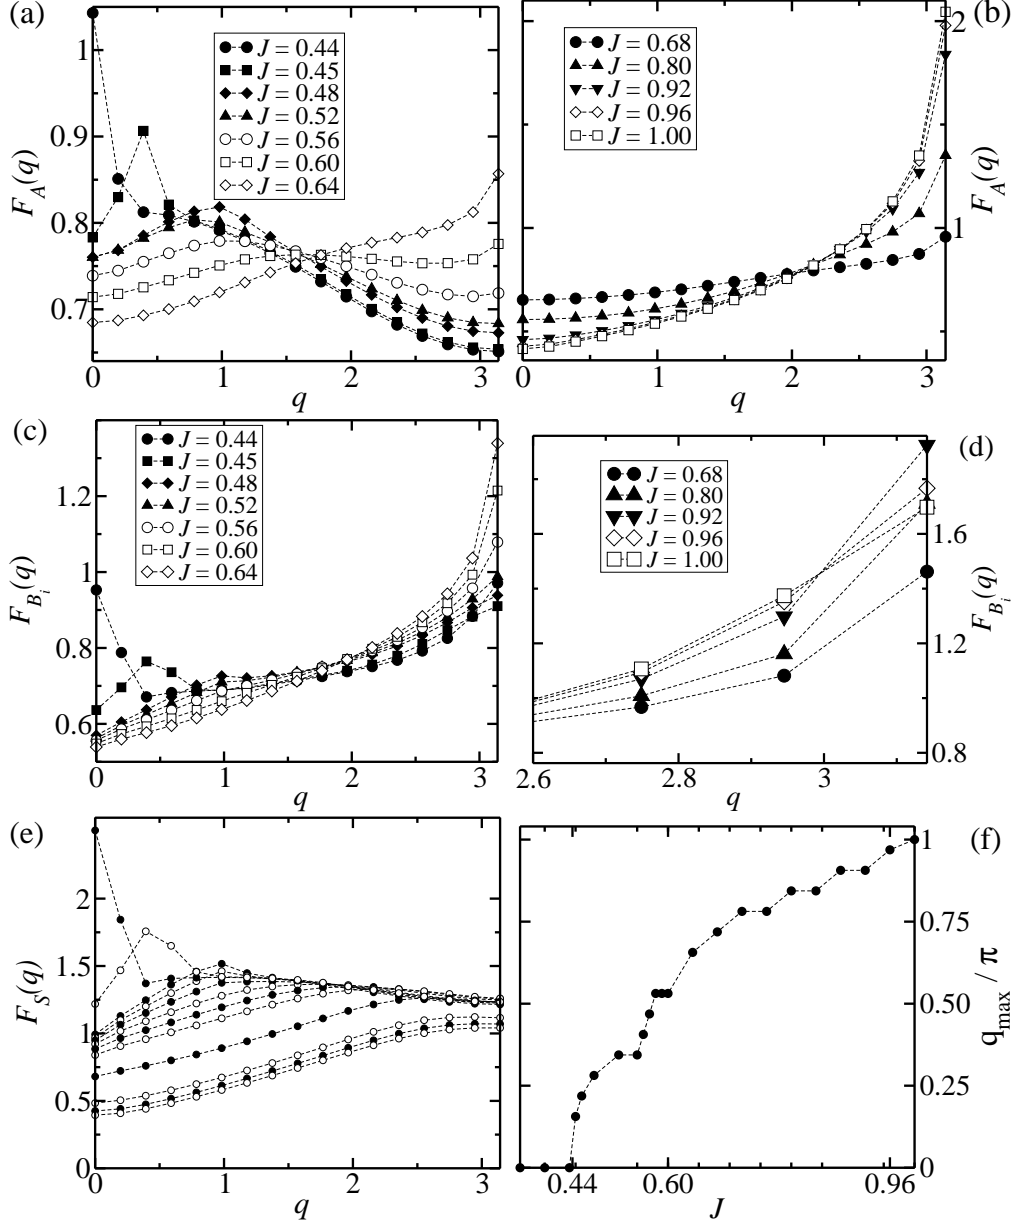 (a)
J = 0.44
J = 0.45
J = 0.48
J = 0.52
J = 0.56
J = 0.60
J = 0.64
1
0.9
0.8
0.7
F_A(q)
0 1 2 3
q
(b)
J = 0.68
J = 0.80
J = 0.92
J = 0.96
J = 1.00
2
1
F_A(q)
0 1 2 3
q
(c)
J = 0.44
J = 0.45
J = 0.48
J = 0.52
J = 0.56
J = 0.60
J = 0.64
1.2
1.0
0.8
0.6
F_{B_i}(q)
0 1 2 3
q
(d)
J = 0.68
J = 0.80
J = 0.92
J = 0.96
J = 1.00
1.6
1.2
0.8
F_{B_i}(q)
2.6 2.8 3
q
(e)
2
1.5
1
0.5
0
F_S(q)
0 1 2 3
q
(f)
1
0.75
0.50
0.25
0
q_max / π
0.44 0.60 0.96
J